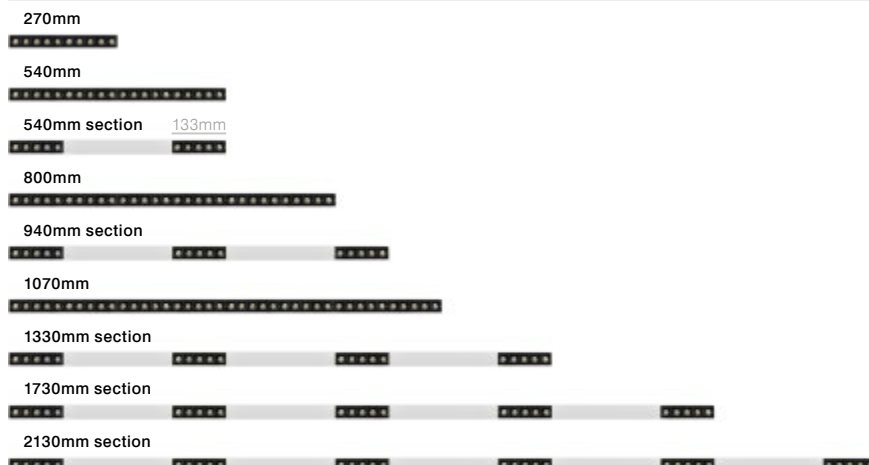 270mm
540mm
540mm section 133mm
800mm
940mm section
1070mm
1330mm section
1730mm section
2130mm section